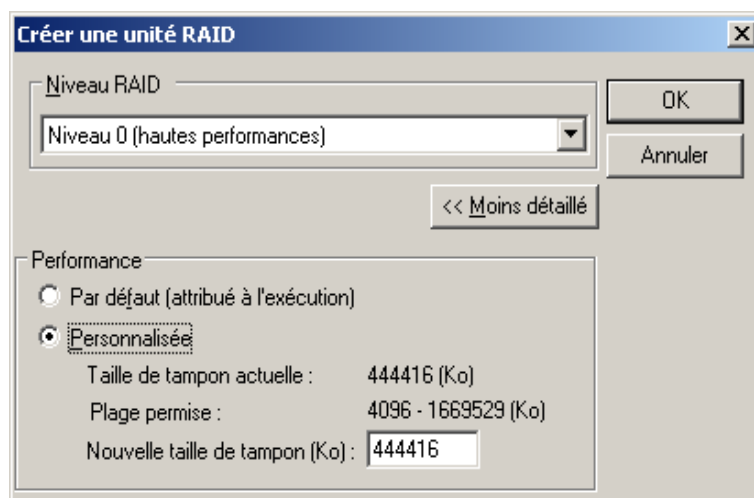 Créer une unité RAID
Niveau RAID
Niveau 0 (hautes performances)
OK
Annuler
<< Moins détaillé
Performance
Par défaut (attribué à l'exécution)
Personnalisée
Taille de tampon actuelle : 444416 (Ko)
Plage permise : 4096 - 1669529 (Ko)
Nouvelle taille de tampon (Ko) : 444416